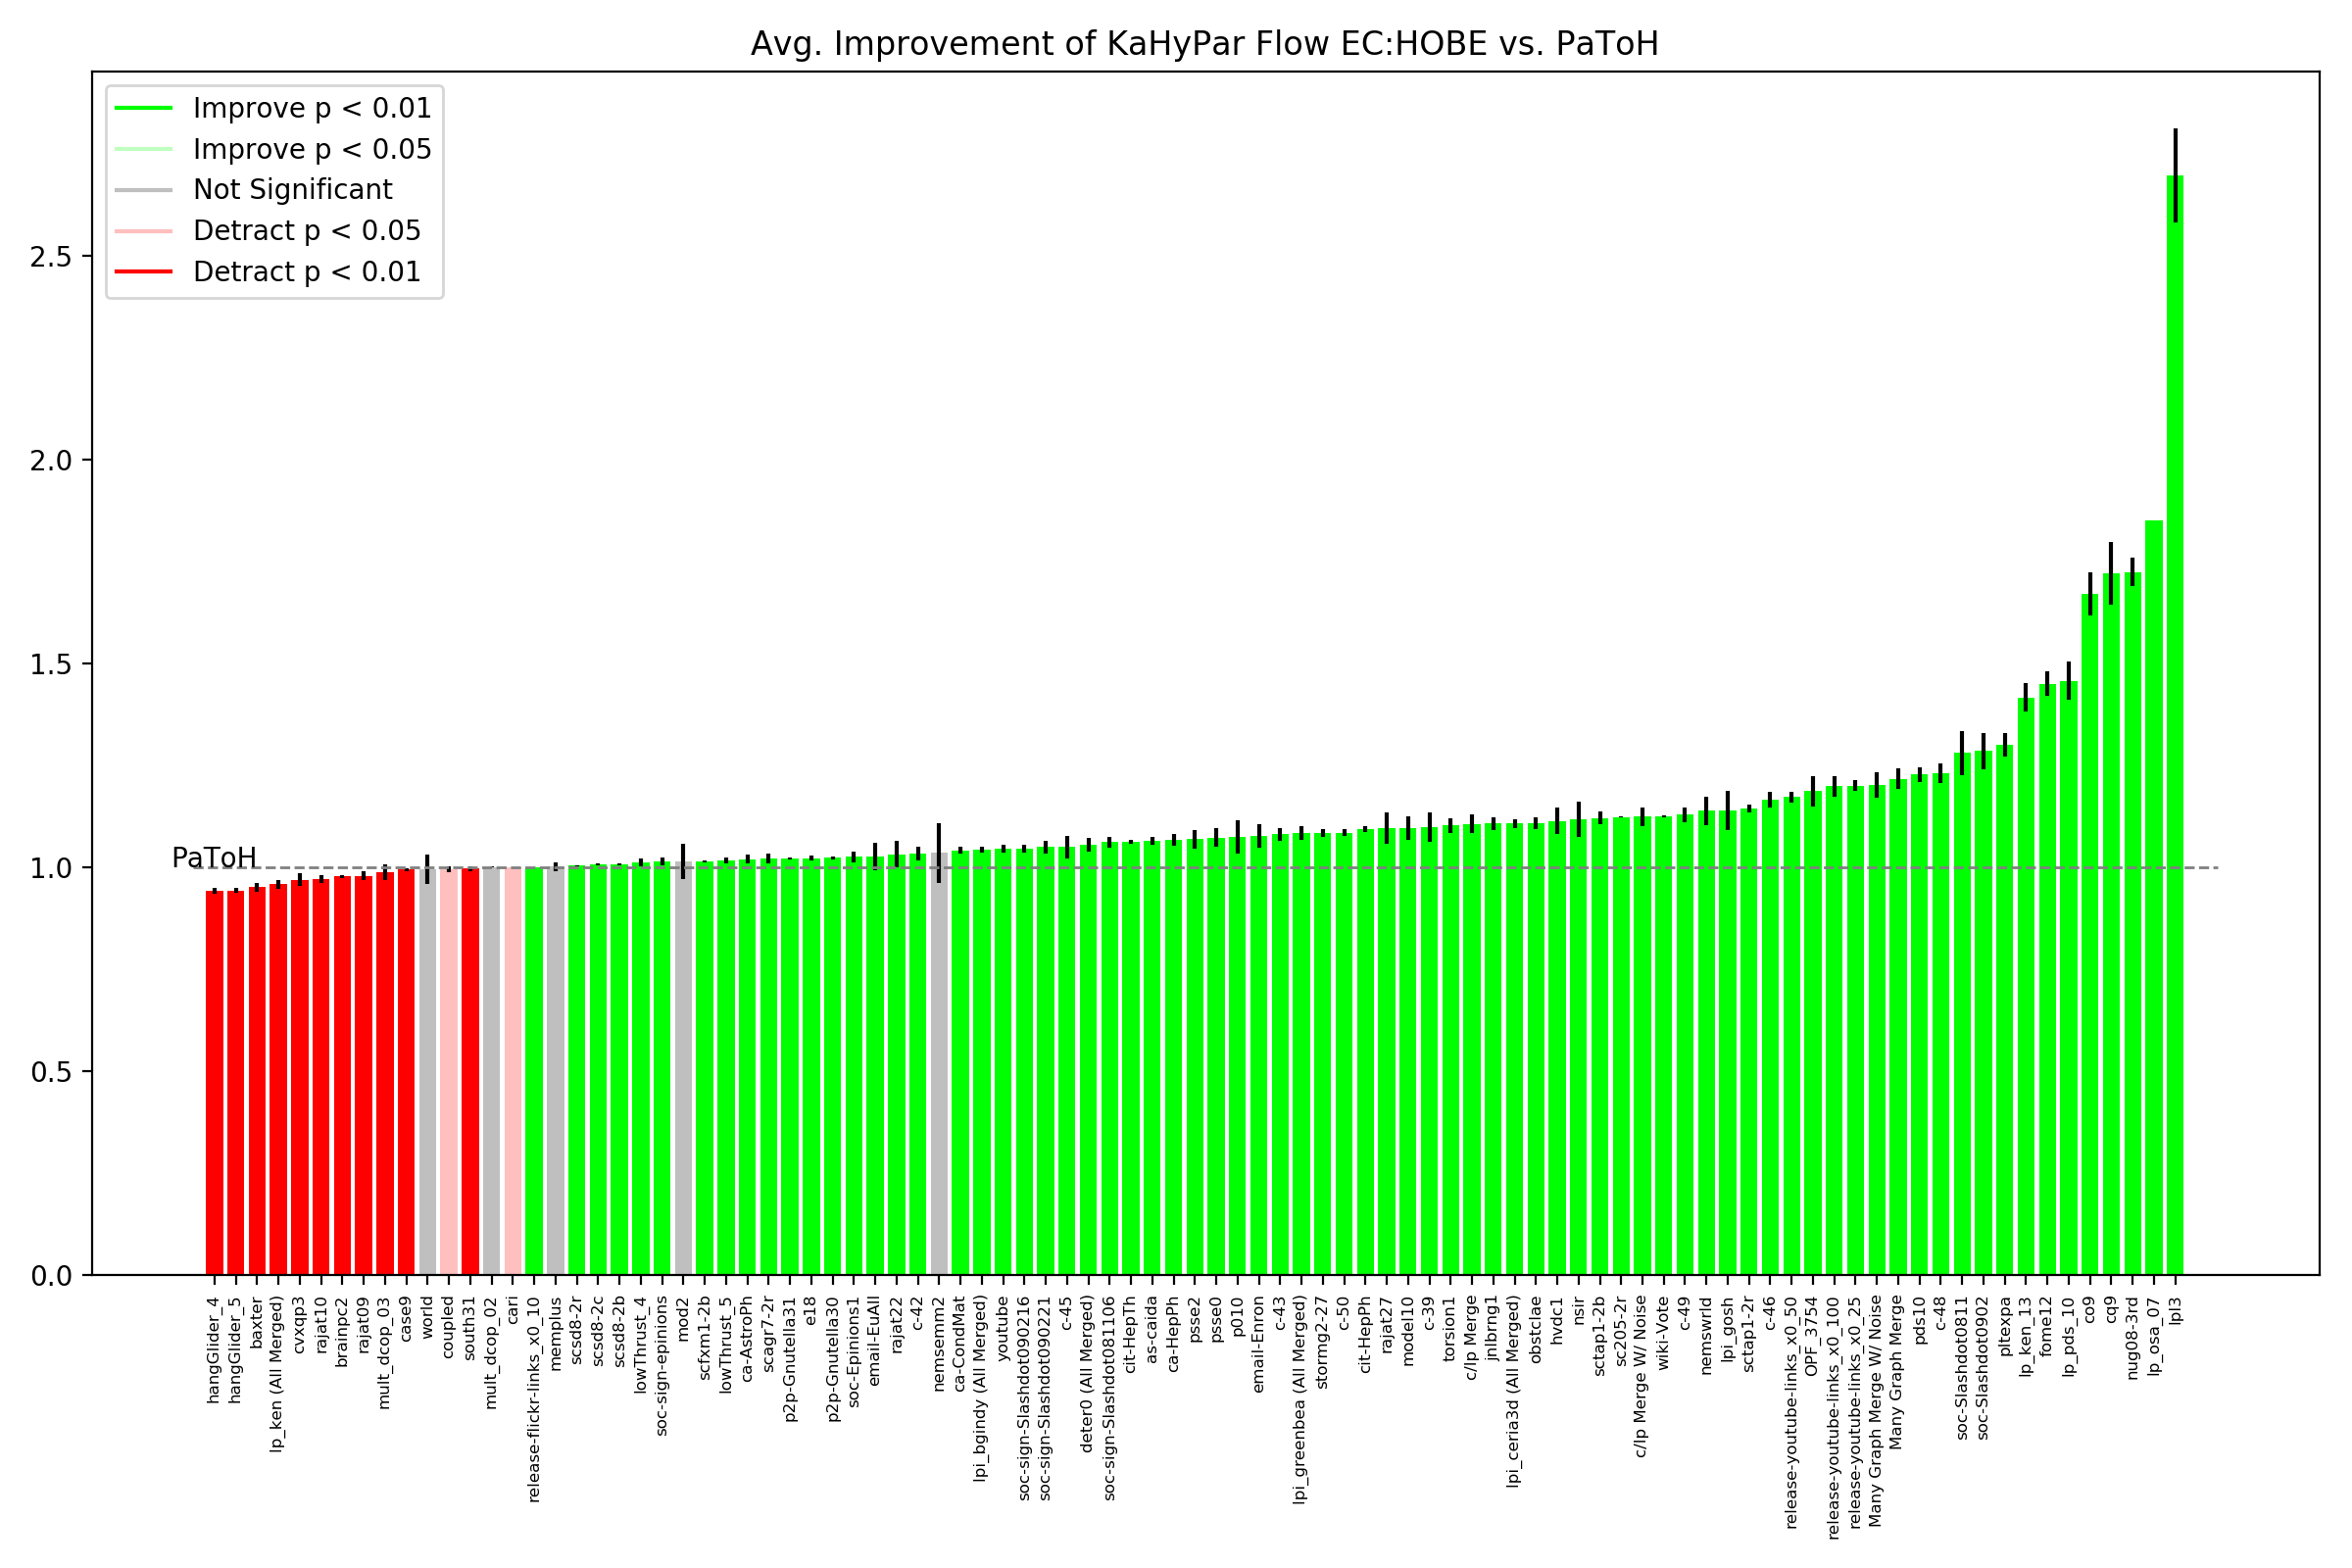 Avg. Improvement of KaHyPar Flow EC:HOBE vs. PaToH
Improve p < 0.01
Improve p < 0.05
Not Significant
Detract p < 0.05
Detract p < 0.01
2.5
2.0
1.5
1.0
0.5
0.0
PaToH
hangGlider_4
hangGlider_5
baxter
lp_ken (All Merged)
cvxqp3
rajat10
brainpc2
rajat09
mult_dcop_03
case9
world
coupled
south31
mult_dcop_02
cari
release-flickr-links_x0_10
memplus
scsd8-2r
scsd8-2c
scsd8-2b
lowThrust_4
soc-sign-epinions
mod2
scfxm1-2b
lowThrust_5
ca-AstroPh
scagr7-2r
p2p-Gnutella31
e18
p2p-Gnutella30
soc-Epinions1
email-EuAll
rajat22
c-42
nemsemm2
ca-CondMat
lpi_bgindy (All Merged)
youtube
soc-sign-Slashdot090216
soc-sign-Slashdot090221
c-45
deter0 (All Merged)
soc-sign-Slashdot081106
cit-HepTh
as-caida
ca-HepPh
psse2
psse0
p010
email-Enron
c-43
lpi_greenbea (All Merged)
stormg2-27
c-50
cit-HepPh
rajat27
model10
c-39
torsion1
c/lp Merge
jnlbrng1
lpi_ceria3d (All Merged)
obstclae
hvdc1
nsir
sctap1-2b
sc205-2r
c/lp Merge W/ Noise
wiki-Vote
c-49
nemswrld
lpi_gosh
sctap1-2r
c-46
release-youtube-links_x0_50
OPF_3754
release-youtube-links_x0_100
release-youtube-links_x0_25
Many Graph Merge W/ Noise
Many Graph Merge
pds10
c-48
soc-Slashdot0811
soc-Slashdot0902
pltexpa
lp_ken_13
fome12
lp_pds_10
co9
cq9
nug08-3rd
lp_osa_07
lpl3